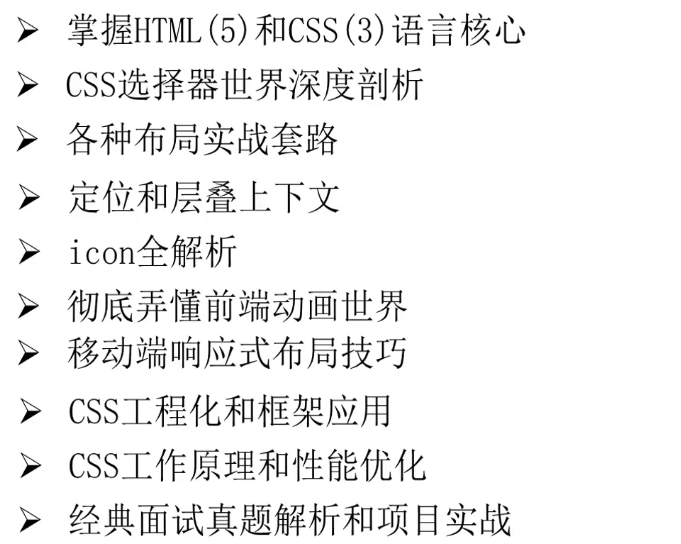 ➢ 掌握HTML(5)和CSS(3)语言核心
➢ CSS选择器世界深度剖析
➢ 各种布局实战套路
➢ 定位和层叠上下文
➢ icon全解析
➢ 彻底弄懂前端动画世界
➢ 移动端响应式布局技巧
➢ CSS工程化和框架应用
➢ CSS工作原理和性能优化
➢ 经典面试真题解析和项目实战